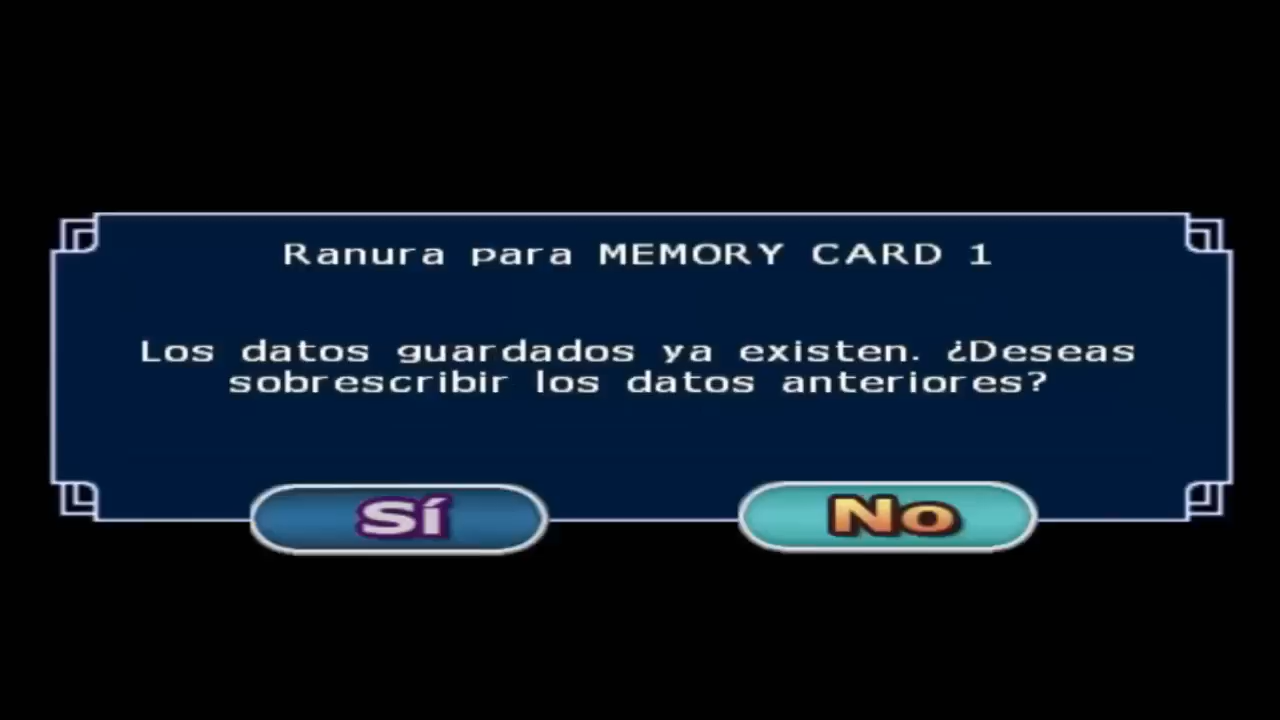 Ranura para MEMORY CARD 1
Los datos guardados ya existen. ¿Deseas
sobrescribir los datos anteriores?
Sí No